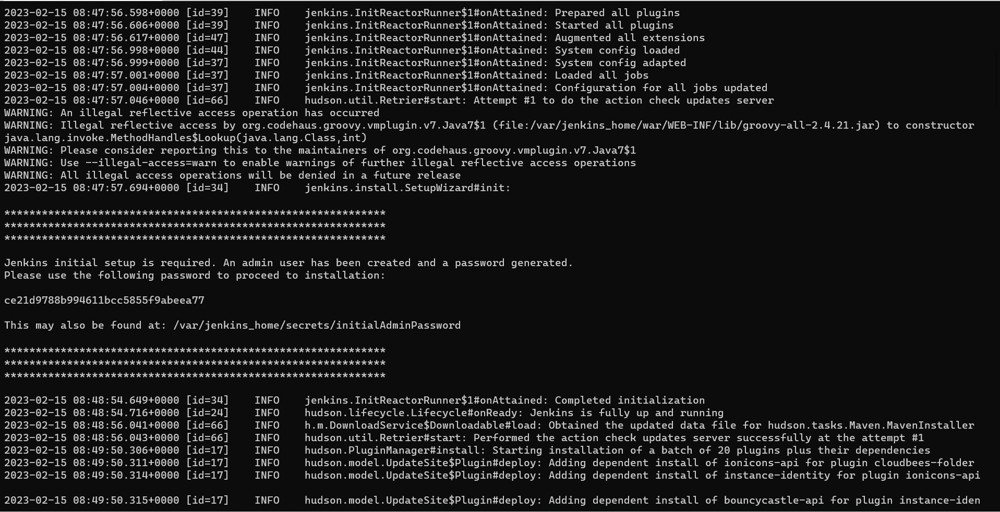 2023-02-15 08:47:56.598+0000 [id=39]    INFO    jenkins.InitReactorRunner$1#onAttained: Prepared all plugins
2023-02-15 08:47:56.606+0000 [id=39]    INFO    jenkins.InitReactorRunner$1#onAttained: Started all plugins
2023-02-15 08:47:56.617+0000 [id=47]    INFO    jenkins.InitReactorRunner$1#onAttained: Augmented all extensions
2023-02-15 08:47:56.998+0000 [id=44]    INFO    jenkins.InitReactorRunner$1#onAttained: System config loaded
2023-02-15 08:47:56.999+0000 [id=37]    INFO    jenkins.InitReactorRunner$1#onAttained: System config adapted
2023-02-15 08:47:57.001+0000 [id=37]    INFO    jenkins.InitReactorRunner$1#onAttained: Loaded all jobs
2023-02-15 08:47:57.004+0000 [id=37]    INFO    jenkins.InitReactorRunner$1#onAttained: Configuration for all jobs updated
2023-02-15 08:47:57.046+0000 [id=66]    INFO    hudson.util.Retrier#start: Attempt #1 to do the action check updates server
WARNING: An illegal reflective access operation has occurred
WARNING: Illegal reflective access by org.codehaus.groovy.vmplugin.v7.Java7$1 (file:/var/jenkins_home/war/WEB-INF/lib/groovy-all-2.4.21.jar) to constructor
java.lang.invoke.MethodHandles$Lookup(java.lang.Class,int)
WARNING: Please consider reporting this to the maintainers of org.codehaus.groovy.vmplugin.v7.Java7$1
WARNING: Use --illegal-access=warn to enable warnings of further illegal reflective access operations
WARNING: All illegal access operations will be denied in a future release
2023-02-15 08:47:57.694+0000 [id=34]    INFO    jenkins.install.SetupWizard#init:
*************************************************************
*************************************************************
*************************************************************
Jenkins initial setup is required. An admin user has been created and a password generated.
Please use the following password to proceed to installation:
ce21d9788b994611bcc5855f9abeea77
This may also be found at: /var/jenkins_home/secrets/initialAdminPassword
*************************************************************
*************************************************************
*************************************************************
2023-02-15 08:48:54.649+0000 [id=34]    INFO    jenkins.InitReactorRunner$1#onAttained: Completed initialization
2023-02-15 08:48:54.716+0000 [id=24]    INFO    hudson.lifecycle.Lifecycle#onReady: Jenkins is fully up and running
2023-02-15 08:48:56.041+0000 [id=66]    INFO    h.m.DownloadService$Downloadable#load: Obtained the updated data file for hudson.tasks.Maven.MavenInstaller
2023-02-15 08:48:56.043+0000 [id=66]    INFO    hudson.util.Retrier#start: Performed the action check updates server successfully at the attempt #1
2023-02-15 08:49:50.306+0000 [id=17]    INFO    hudson.PluginManager#install: Starting installation of a batch of 20 plugins plus their dependencies
2023-02-15 08:49:50.311+0000 [id=17]    INFO    hudson.model.UpdateSite$Plugin#deploy: Adding dependent install of ionicons-api for plugin cloudbees-folder
2023-02-15 08:49:50.314+0000 [id=17]    INFO    hudson.model.UpdateSite$Plugin#deploy: Adding dependent install of instance-identity for plugin ionicons-api
2023-02-15 08:49:50.315+0000 [id=17]    INFO    hudson.model.UpdateSite$Plugin#deploy: Adding dependent install of bouncycastle-api for plugin instance-iden